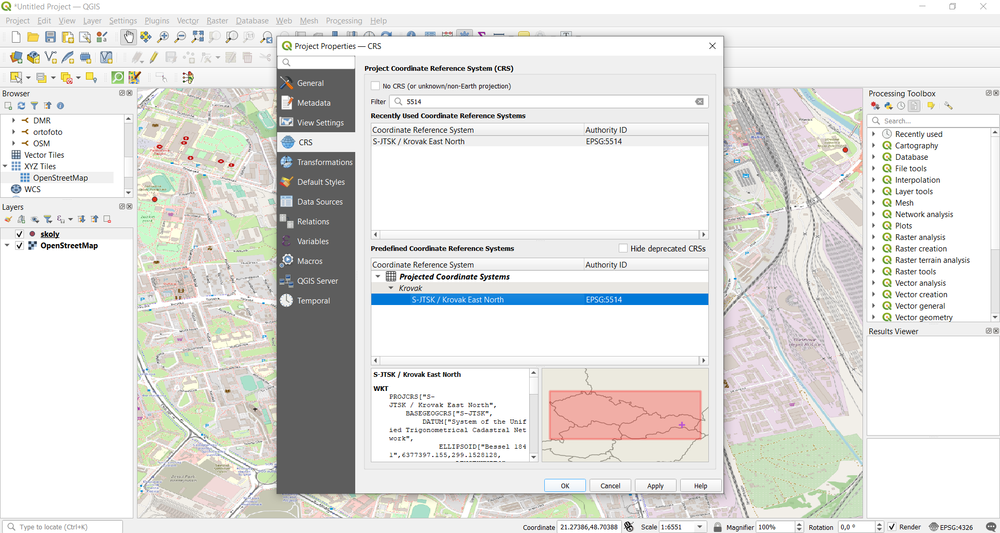 *Untitled Project — QGIS
Project Edit View Layer Settings Plugins Vector Raster Database Web Mesh Processing Help
Browser
DMR
ortofoto
OSM
Vector Tiles
XYZ Tiles
OpenStreetMap
WCS
Layers
skoly
OpenStreetMap
Project Properties — CRS
General
Metadata
View Settings
CRS
Transformations
Default Styles
Data Sources
Relations
Variables
Macros
QGIS Server
Temporal
Project Coordinate Reference System (CRS)
No CRS (or unknown/non-Earth projection)
Filter 5514
Recently Used Coordinate Reference Systems
Coordinate Reference System Authority ID
S-JTSK / Krovak East North EPSG:5514
Predefined Coordinate Reference Systems Hide deprecated CRSs
Coordinate Reference System Authority ID
Projected Coordinate Systems
Krovak
S-JTSK / Krovak East North EPSG:5514
S-JTSK / Krovak East North
WKT
PROJCRS["S-
JTSK / Krovak East North",
BASEGEOGCRS["S-JTSK",
DATUM["System of the Unif
ied Trigonometrical Cadastral Net
work",
ELLIPSOID["Bessel 184
1",6377397.155,299.1528128,
OK Cancel Apply Help
Processing Toolbox
Search...
Recently used
Cartography
Database
File tools
Interpolation
Layer tools
Mesh
Network analysis
Plots
Raster analysis
Raster creation
Raster terrain analysis
Raster tools
Vector analysis
Vector creation
Vector general
Vector geometry
Results Viewer
Type to locate (Ctrl+K)
Coordinate 21.27386,48.70388 Scale 1:6551 Magnifier 100% Rotation 0,0 ° Render EPSG:4326